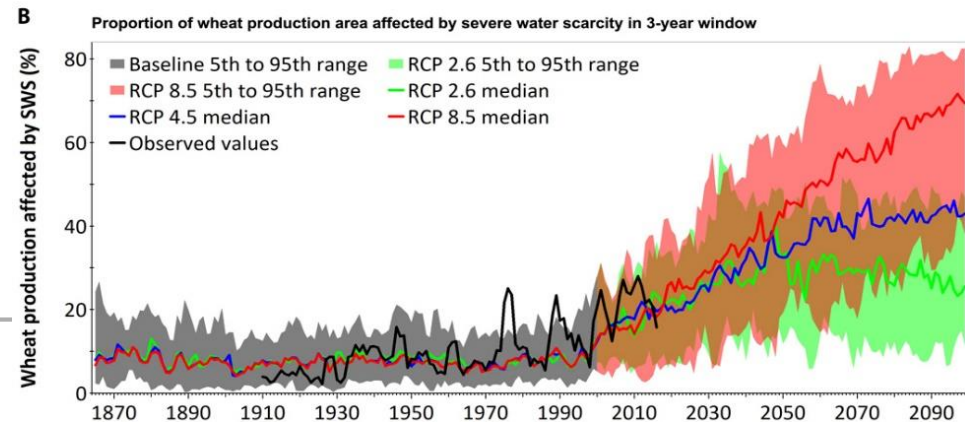 B
Proportion of wheat production area affected by severe water scarcity in 3-year window
Wheat production affected by SWS (%)
80
60
40
20
0
Baseline 5th to 95th range
RCP 2.6 5th to 95th range
RCP 8.5 5th to 95th range
RCP 2.6 median
RCP 4.5 median
RCP 8.5 median
Observed values
1870 1890 1910 1930 1950 1970 1990 2010 2030 2050 2070 2090